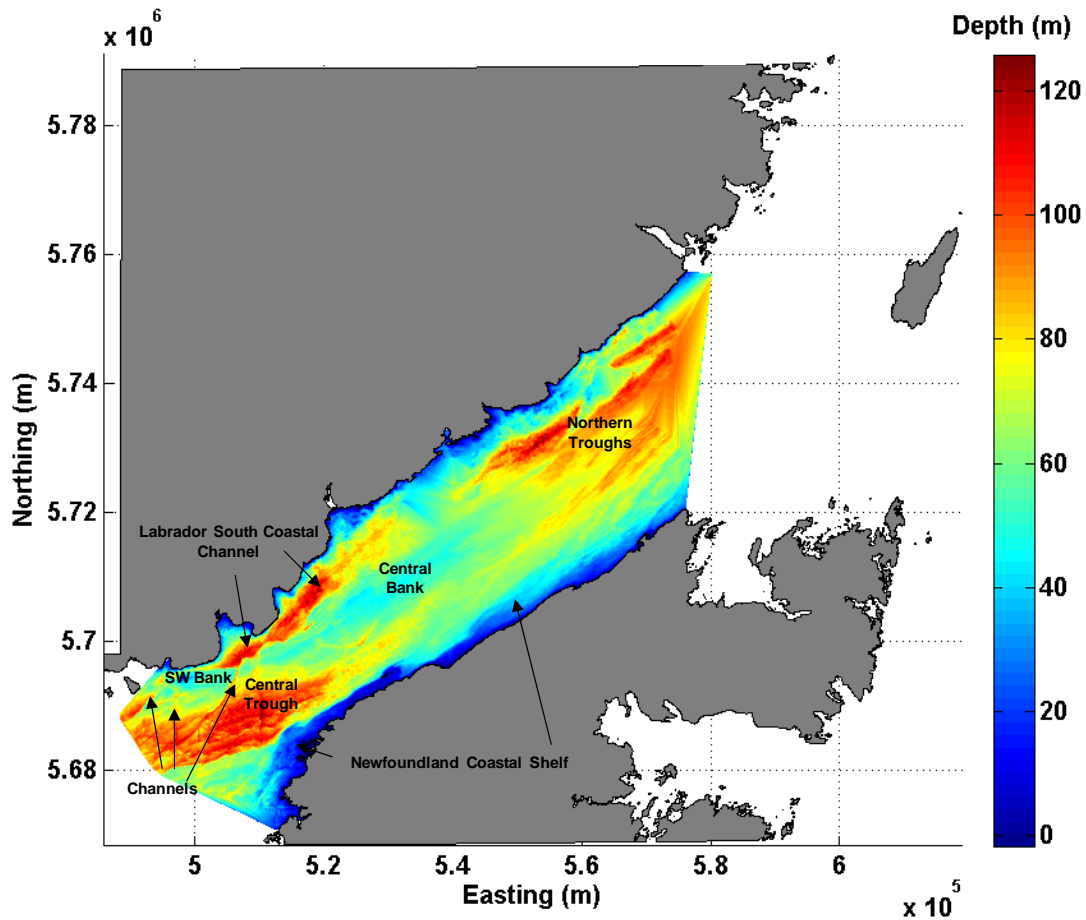 x 10^6
Depth (m)
120
100
80
60
40
20
0
5.78
5.76
5.74
5.72
5.7
5.68
Northing (m)
Northern
Troughs
Labrador South Coastal
Channel
Central
Bank
SW Bank
Central
Trough
Newfoundland Coastal Shelf
Channels
5
5.2
5.4
5.6
5.8
6
Easting (m)
x 10^5